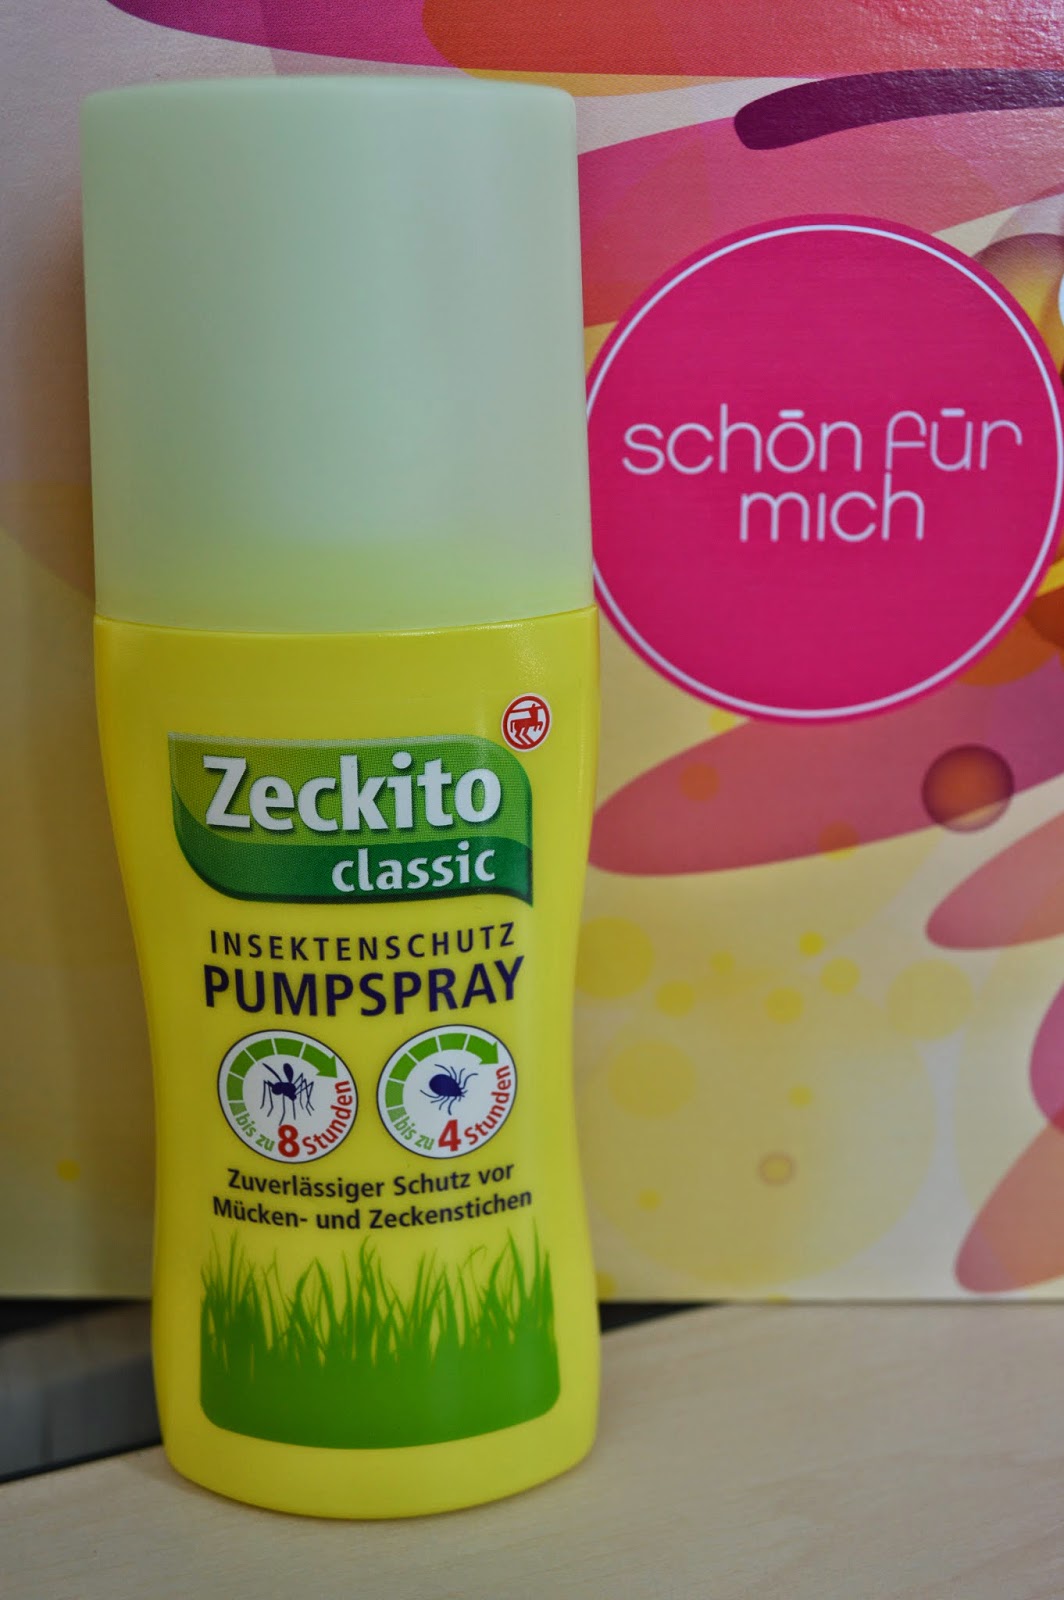 schön für
mich
Zeckito
classic
INSEKTENSCHUTZ
PUMPSPRAY
bis zu 8 Stunden
bis zu 4 Stunden
Zuverlässiger Schutz vor
Mücken- und Zeckenstichen